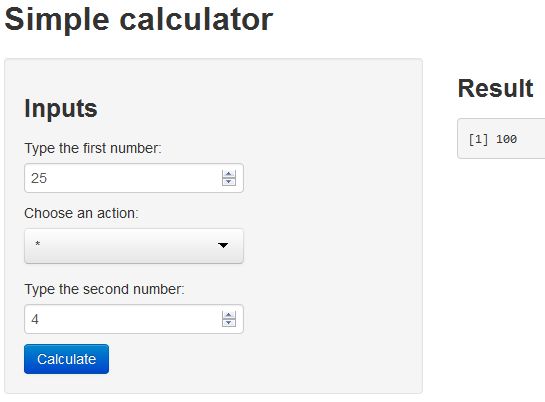 Simple calculator
Inputs
Type the first number:
25
Choose an action:
*
Type the second number:
4
Calculate
Result
[1] 100